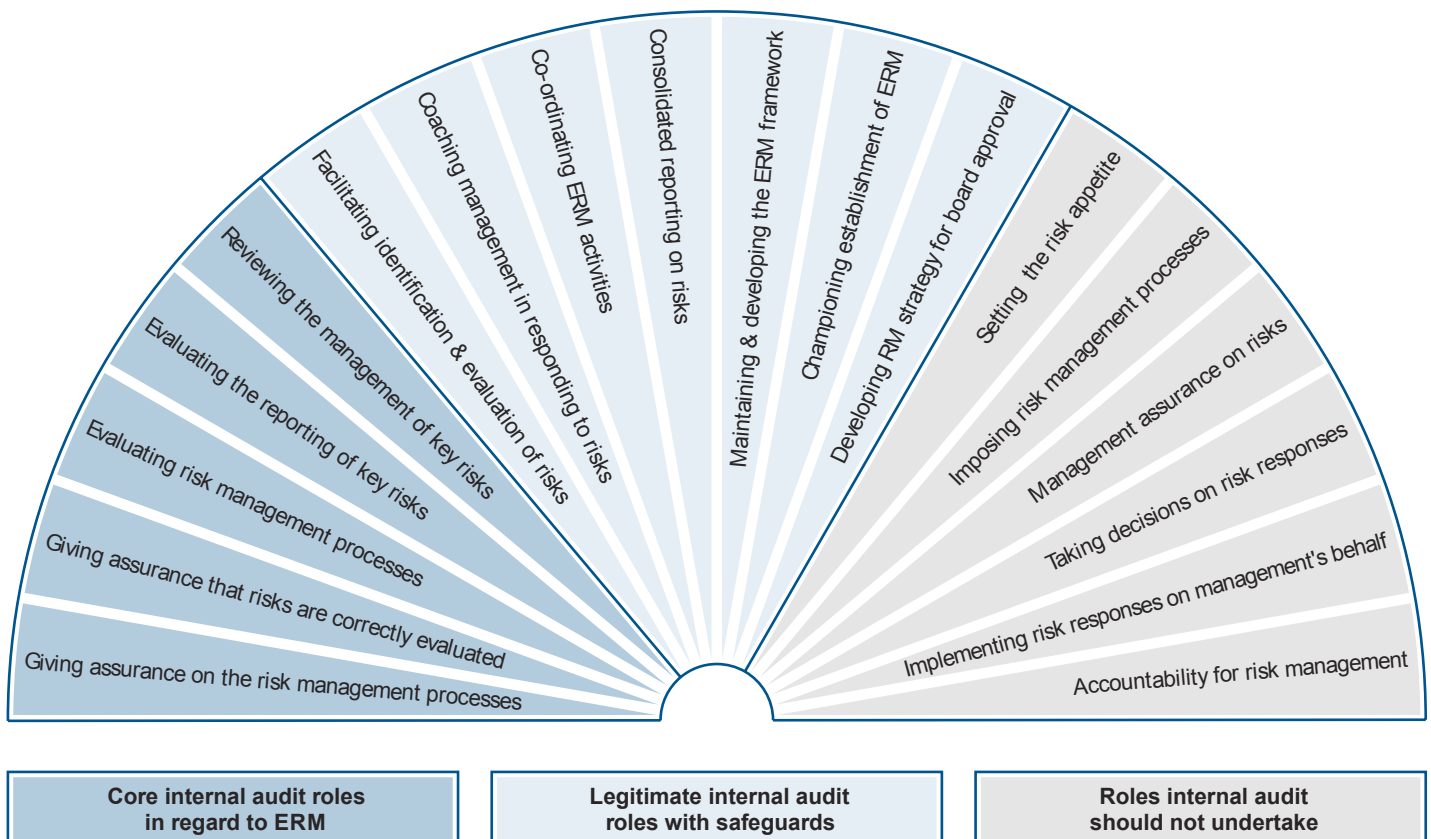 Giving assurance on the risk management processes
Giving assurance that risks are correctly evaluated
Evaluating risk management processes
Evaluating the reporting of key risks
Reviewing the management of key risks
Facilitating identification & evaluation of risks
Coaching management in responding to risks
Co-ordinating ERM activities
Consolidated reporting on risks
Maintaining & developing the ERM framework
Championing establishment of ERM
Developing RM strategy for board approval
Setting the risk appetite
Imposing risk management processes
Management assurance on risks
Taking decisions on risk responses
Implementing risk responses on management's behalf
Accountability for risk management
Core internal audit roles
in regard to ERM
Legitimate internal audit
roles with safeguards
Roles internal audit
should not undertake